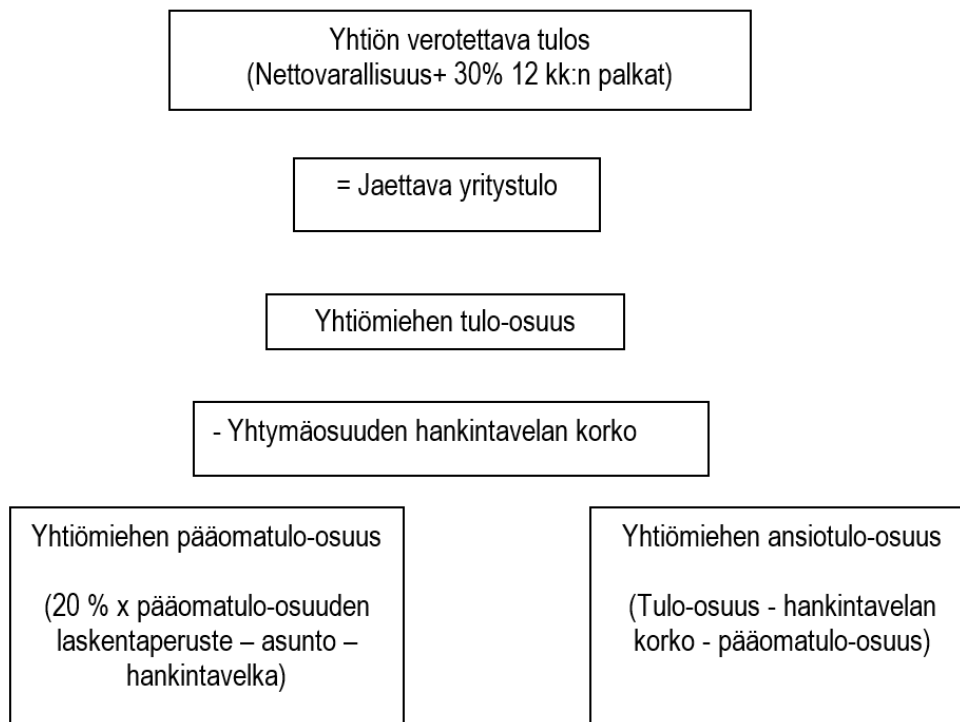 Yhtiön verotettava tulos
(Nettovarallisuus+ 30% 12 kk:n palkat)
= Jaettava yritystulo
Yhtiömiehen tulo-osuus
- Yhtymäosuuden hankintavelan korko
Yhtiömiehen pääomatulo-osuus
(20 % x pääomatulo-osuuden
laskentaperuste – asunto –
hankintavelka)
Yhtiömiehen ansiotulo-osuus
(Tulo-osuus - hankintavelan
korko - pääomatulo-osuus)